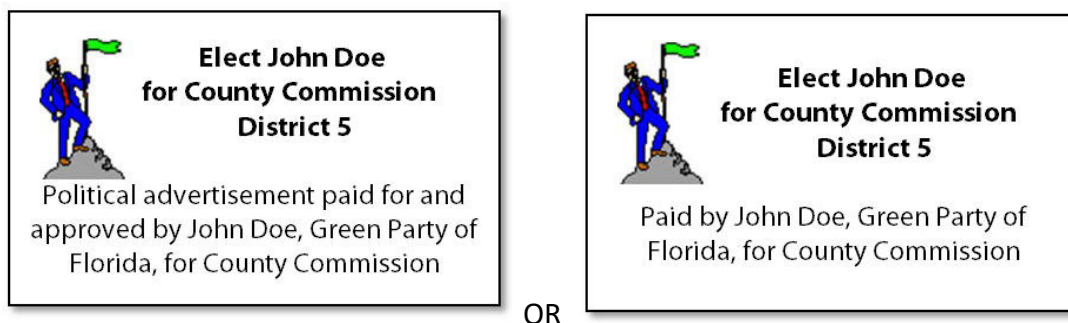 Elect John Doe
for County Commission
District 5
Political advertisement paid for and
approved by John Doe, Green Party of
Florida, for County Commission
OR
Elect John Doe
for County Commission
District 5
Paid by John Doe, Green Party of
Florida, for County Commission